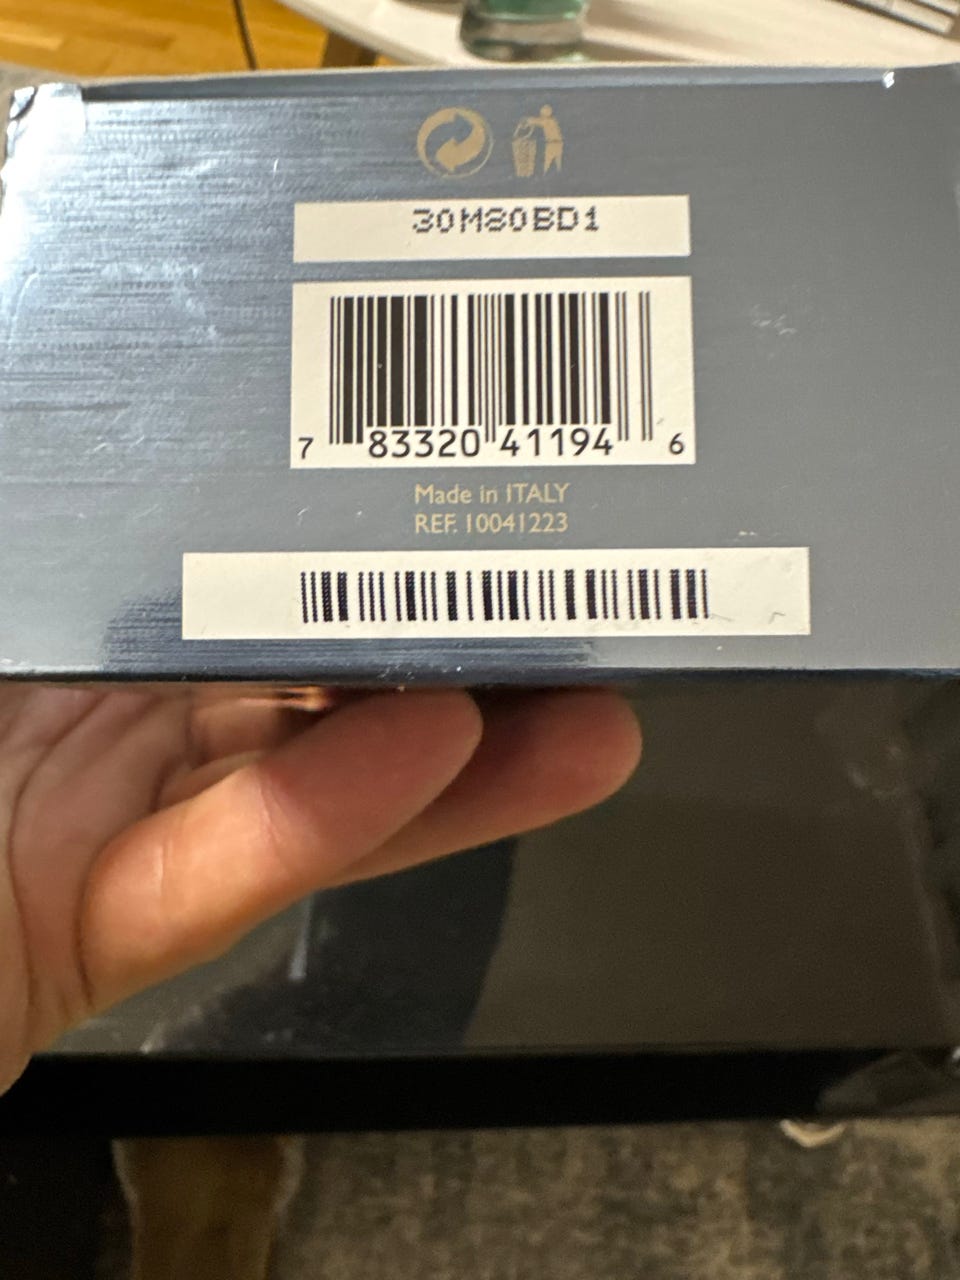 30M80BD1
7 83320 41194 6
Made in ITALY
REF. 10041223